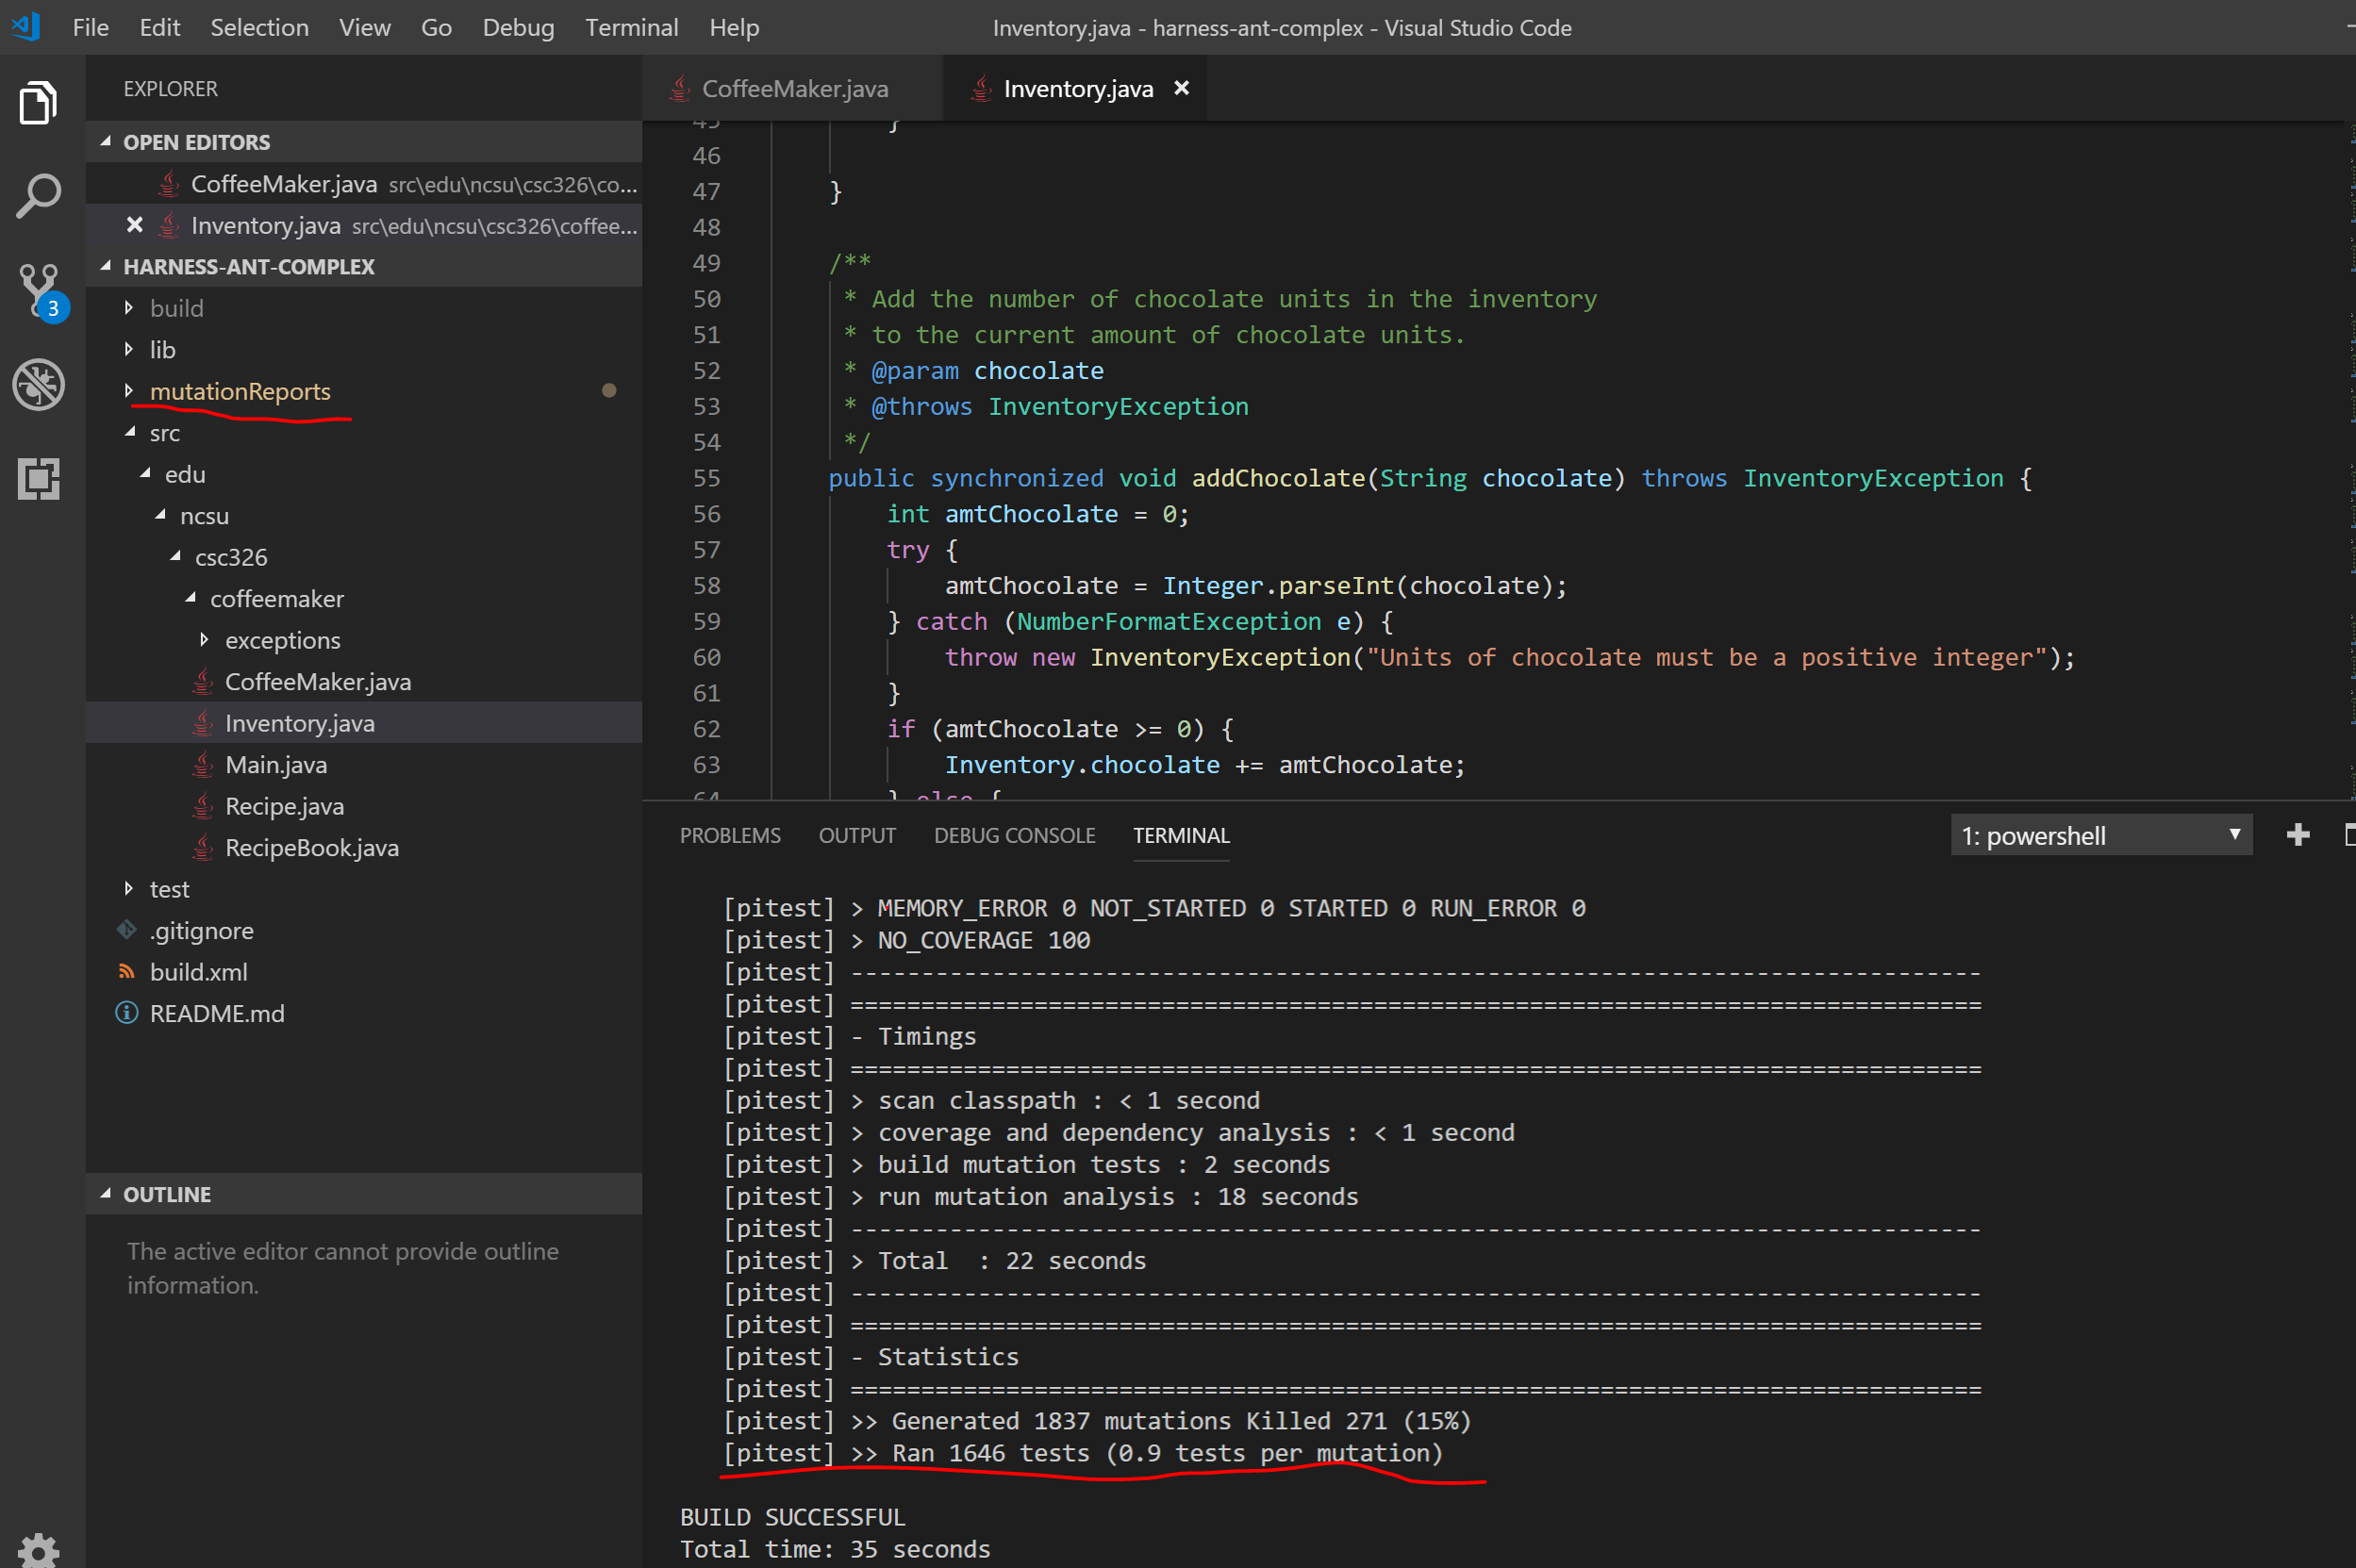 File Edit Selection View Go Debug Terminal Help
Inventory.java - harness-ant-complex - Visual Studio Code
EXPLORER
OPEN EDITORS
CoffeeMaker.java src\edu\ncsu\csc326\co...
Inventory.java src\edu\ncsu\csc326\coffee...
HARNESS-ANT-COMPLEX
3
build
lib
mutationReports
src
edu
ncsu
csc326
coffeemaker
exceptions
CoffeeMaker.java
Inventory.java
Main.java
Recipe.java
RecipeBook.java
test
.gitignore
build.xml
README.md
OUTLINE
The active editor cannot provide outline
information.
CoffeeMaker.java Inventory.java
45 }
46
47 }
48
49 /**
50 * Add the number of chocolate units in the inventory
51 * to the current amount of chocolate units.
52 * @param chocolate
53 * @throws InventoryException
54 */
55 public synchronized void addChocolate(String chocolate) throws InventoryException {
56 int amtChocolate = 0;
57 try {
58 amtChocolate = Integer.parseInt(chocolate);
59 } catch (NumberFormatException e) {
60 throw new InventoryException("Units of chocolate must be a positive integer");
61 }
62 if (amtChocolate >= 0) {
63 Inventory.chocolate += amtChocolate;
64 } else {
PROBLEMS OUTPUT DEBUG CONSOLE TERMINAL
1: powershell
[pitest] > MEMORY_ERROR 0 NOT_STARTED 0 STARTED 0 RUN_ERROR 0
[pitest] > NO_COVERAGE 100
[pitest] --------------------------------------------------------------------------------
[pitest] ================================================================================
[pitest] - Timings
[pitest] ================================================================================
[pitest] > scan classpath : < 1 second
[pitest] > coverage and dependency analysis : < 1 second
[pitest] > build mutation tests : 2 seconds
[pitest] > run mutation analysis : 18 seconds
[pitest] --------------------------------------------------------------------------------
[pitest] > Total  : 22 seconds
[pitest] --------------------------------------------------------------------------------
[pitest] ================================================================================
[pitest] - Statistics
[pitest] ================================================================================
[pitest] >> Generated 1837 mutations Killed 271 (15%)
[pitest] >> Ran 1646 tests (0.9 tests per mutation)
BUILD SUCCESSFUL
Total time: 35 seconds